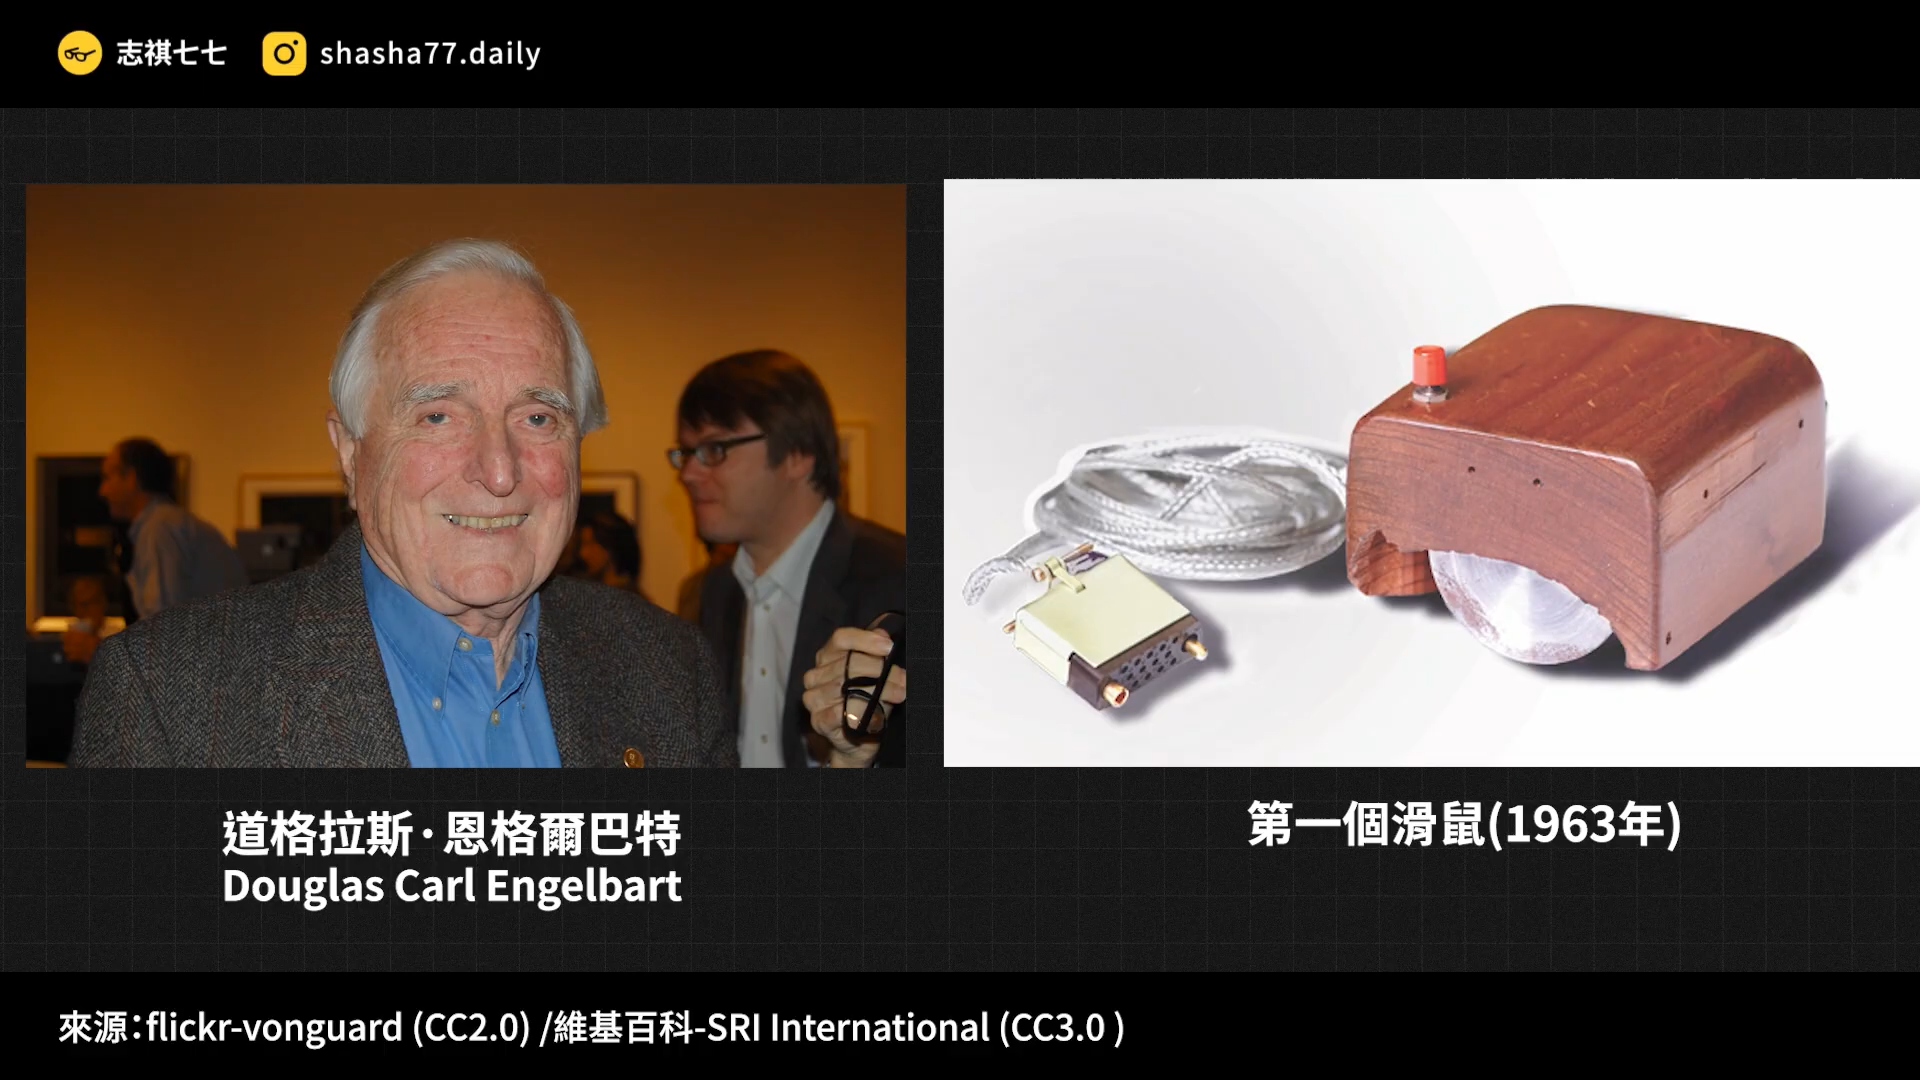 志祺七七
shasha77.daily
道格拉斯·恩格爾巴特
Douglas Carl Engelbart
第一個滑鼠(1963年)
來源:flickr-vonguard (CC2.0) /維基百科-SRI International (CC3.0 )